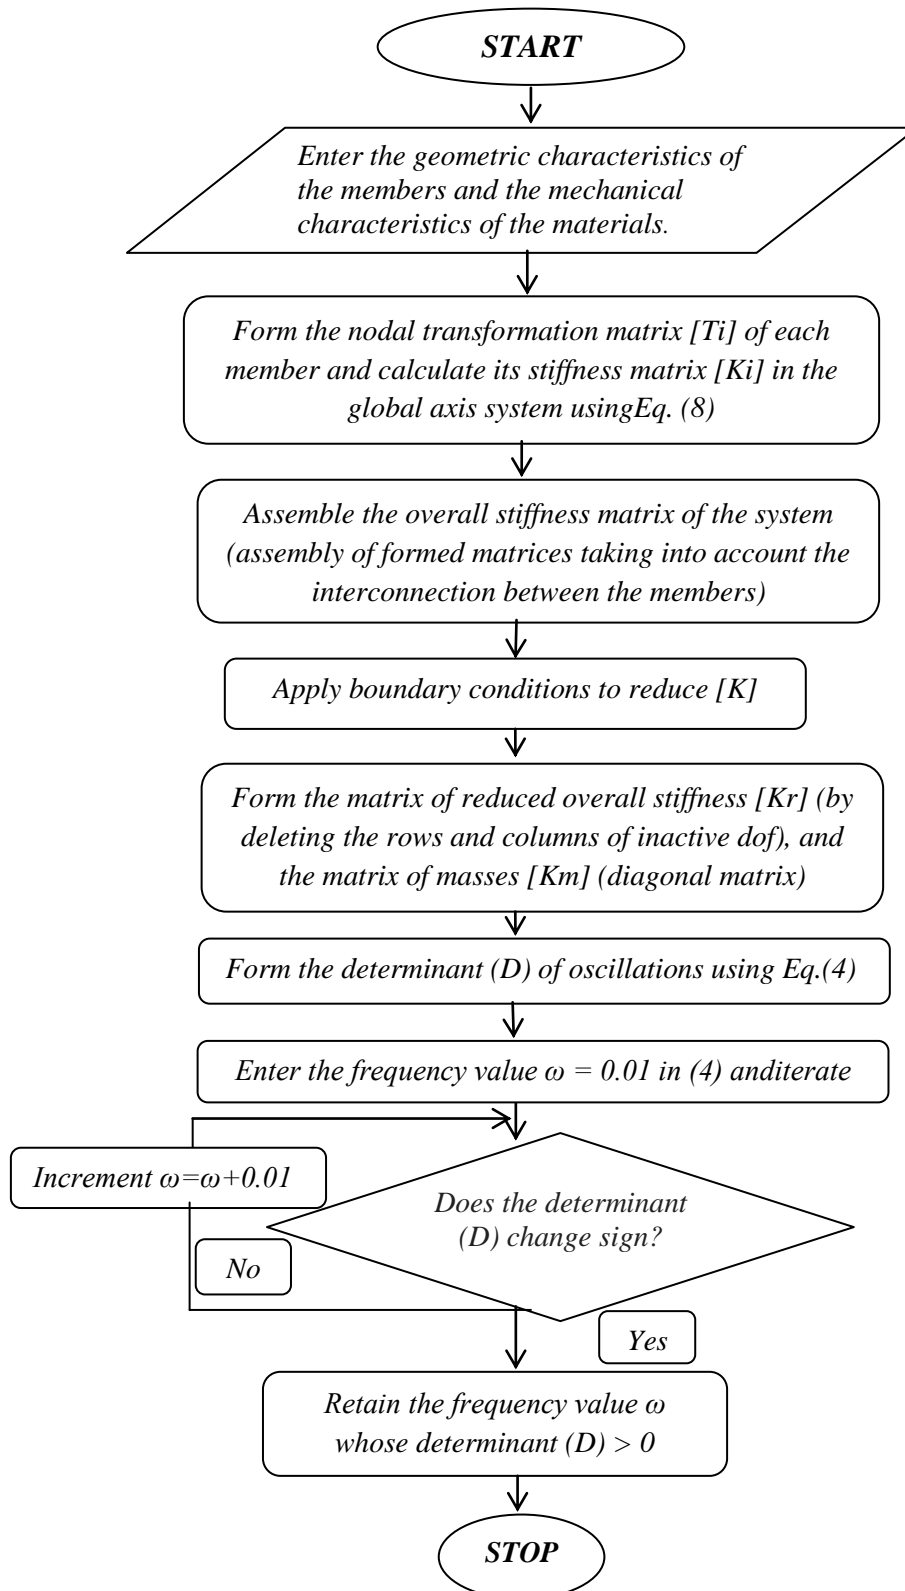 START
Enter the geometric characteristics of
the members and the mechanical
characteristics of the materials.
Form the nodal transformation matrix [Ti] of each
member and calculate its stiffness matrix [Ki] in the
global axis system usingEq. (8)
Assemble the overall stiffness matrix of the system
(assembly of formed matrices taking into account the
interconnection between the members)
Apply boundary conditions to reduce [K]
Form the matrix of reduced overall stiffness [Kr] (by
deleting the rows and columns of inactive dof), and
the matrix of masses [Km] (diagonal matrix)
Form the determinant (D) of oscillations using Eq.(4)
Enter the frequency value ω = 0.01 in (4) anditerate
Increment ω=ω+0.01
Does the determinant
(D) change sign?
No
Yes
Retain the frequency value ω
whose determinant (D) > 0
STOP